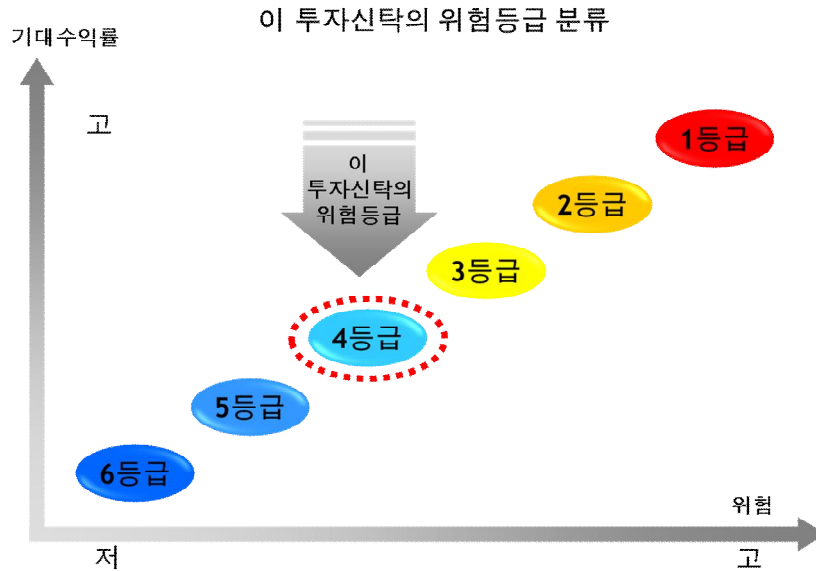 이 투자신탁의 위험등급 분류
기대수익률
고
1등급
이
투자신탁의
위험등급
2등급
3등급
4등급
5등급
6등급
위험
저
고